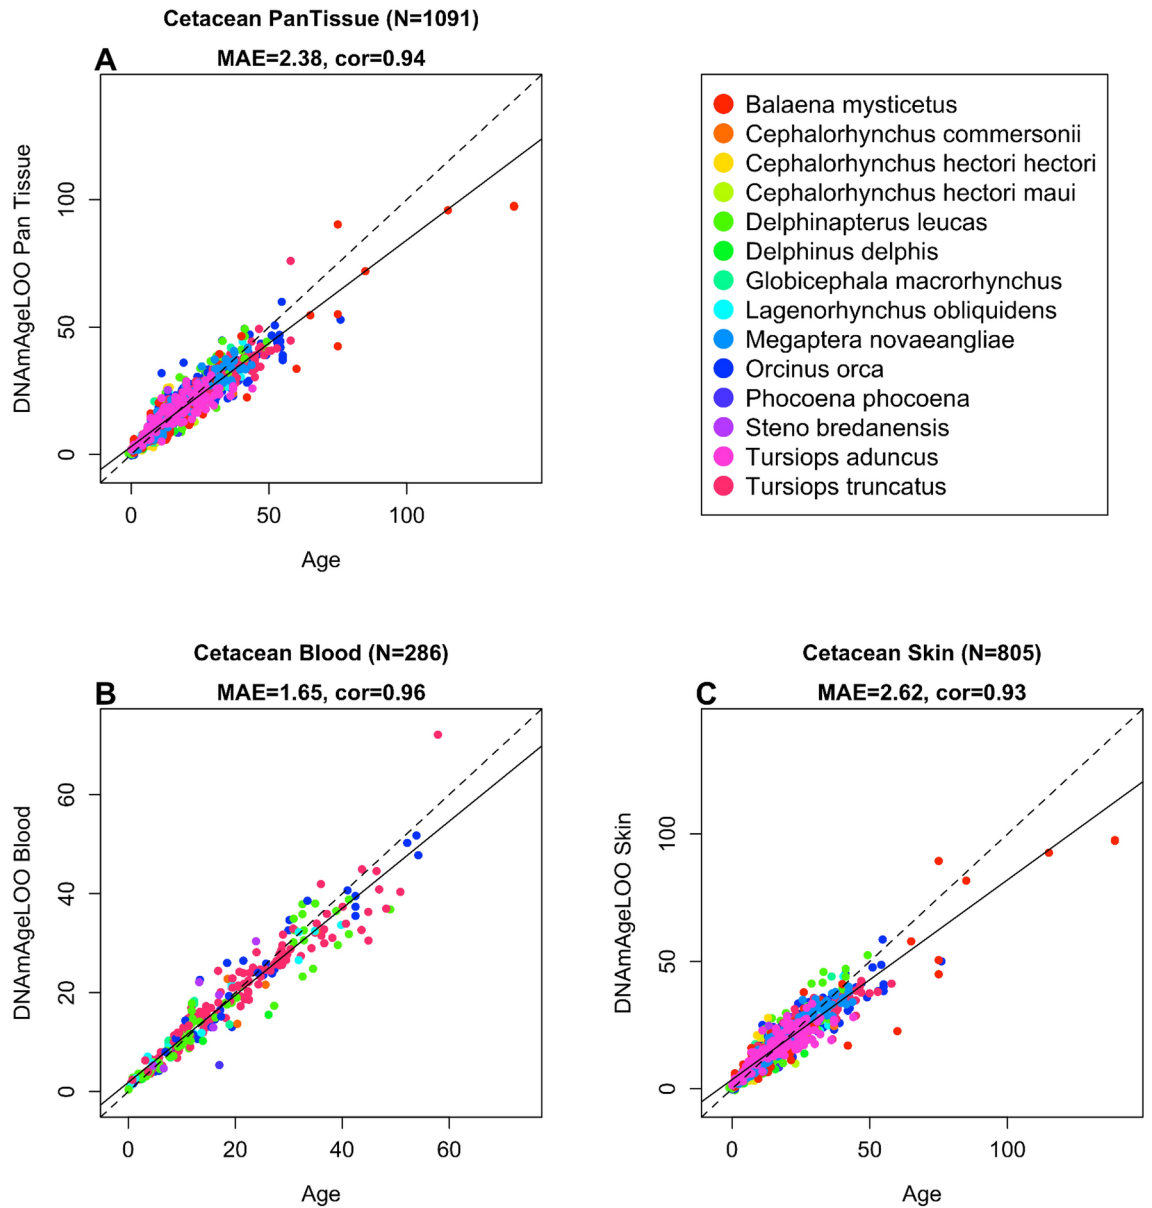 Cetacean PanTissue (N=1091)
A
MAE=2.38, cor=0.94
DNAmAgeLOO Pan Tissue
100
50
0
0 50 100
Age
Balaena mysticetus
Cephalorhynchus commersonii
Cephalorhynchus hectori hectori
Cephalorhynchus hectori maui
Delphinapterus leucas
Delphinus delphis
Globicephala macrorhynchus
Lagenorhynchus obliquidens
Megaptera novaeangliae
Orcinus orca
Phocoena phocoena
Steno bredanensis
Tursiops aduncus
Tursiops truncatus
Cetacean Blood (N=286)
B
MAE=1.65, cor=0.96
DNAmAgeLOO Blood
60
40
20
0
0 20 40 60
Age
Cetacean Skin (N=805)
C
MAE=2.62, cor=0.93
DNAmAgeLOO Skin
100
50
0
0 50 100
Age